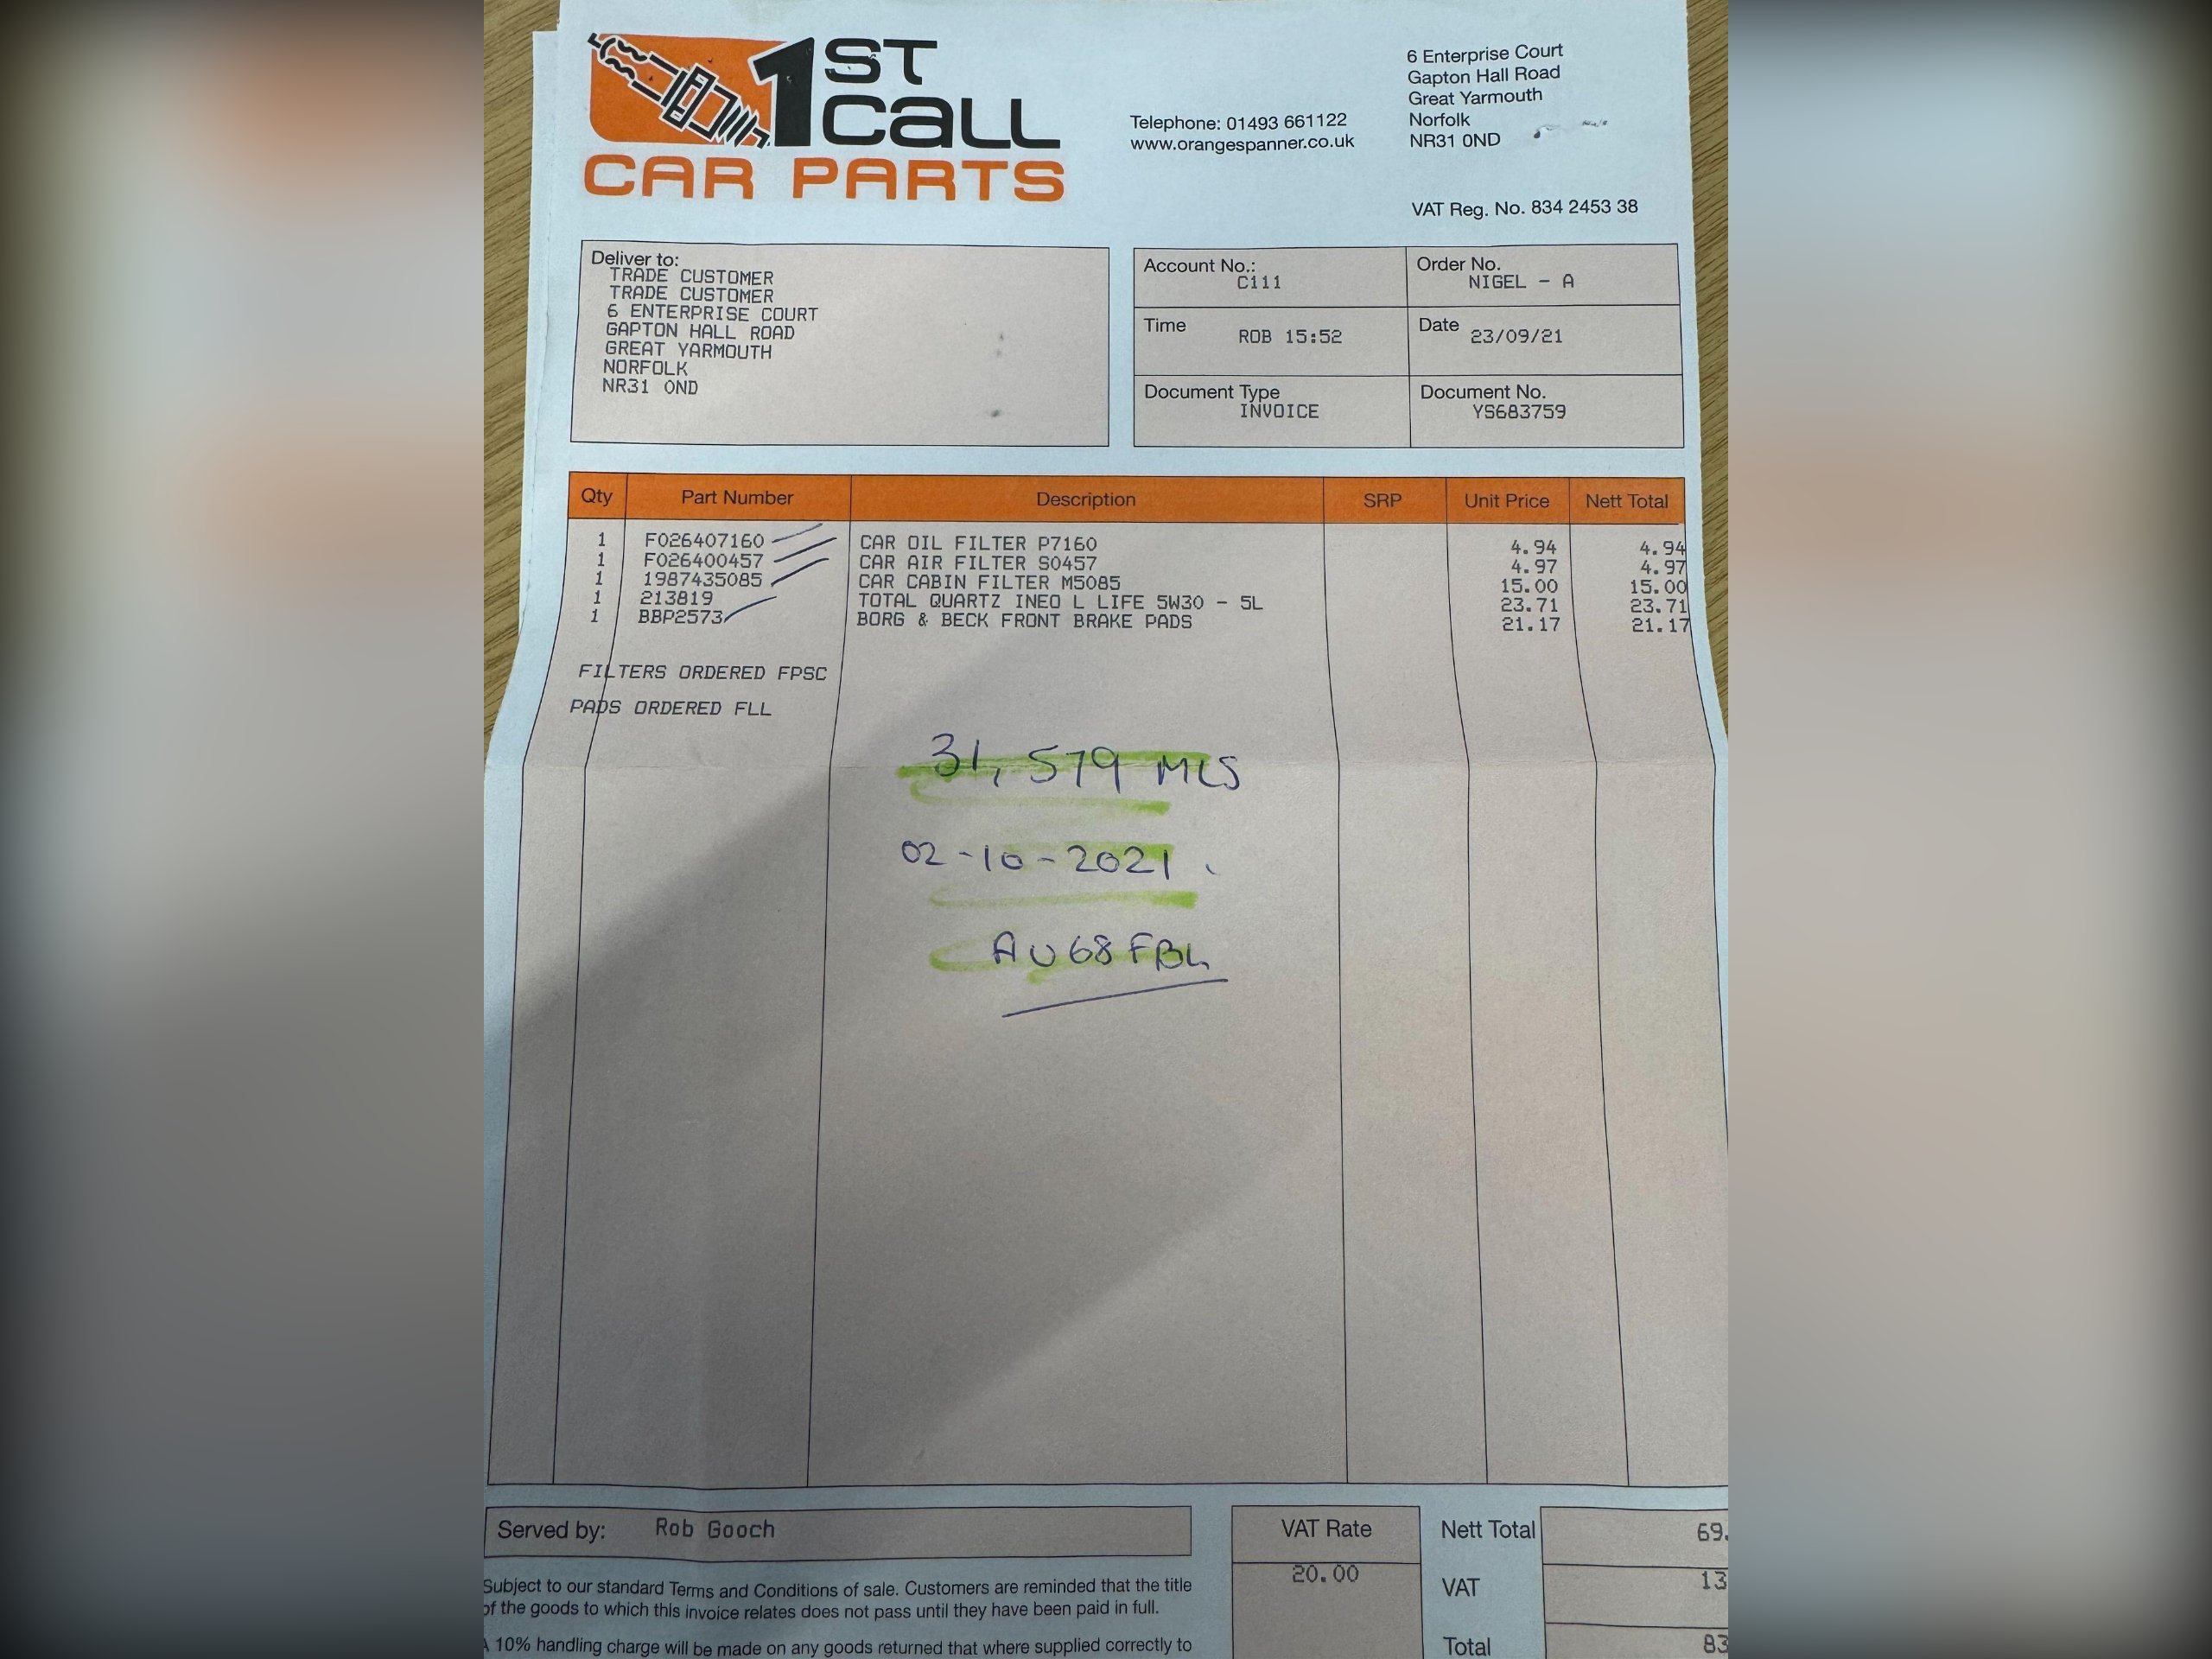 1ST
CALL
CAR PARTS
Telephone: 01493 661122
www.orangespanner.co.uk
6 Enterprise Court
Gapton Hall Road
Great Yarmouth
Norfolk
NR31 0ND
VAT Reg. No. 834 2453 38
Deliver to:
TRADE CUSTOMER
TRADE CUSTOMER
6 ENTERPRISE COURT
GAPTON HALL ROAD
GREAT YARMOUTH
NORFOLK
NR31 0ND
Account No.: C111
Order No. NIGEL - A
Time ROB 15:52
Date 23/09/21
Document Type INVOICE
Document No. YS683759
Qty Part Number Description SRP Unit Price Nett Total
1 F026407160 CAR OIL FILTER P7160 4.94 4.94
1 F026400457 CAR AIR FILTER S0457 4.97 4.97
1 1987435085 CAR CABIN FILTER M5085 15.00 15.00
1 213819 TOTAL QUARTZ INEO L LIFE 5W30 - 5L 23.71 23.71
1 BBP2573 BORG & BECK FRONT BRAKE PADS 21.17 21.17
FILTERS ORDERED FPSC
PADS ORDERED FLL
31,579 MLS
02-10-2021.
AU68FBL
Served by: Rob Gooch
VAT Rate
20.00
Nett Total 69.
VAT 13
Total 83
Subject to our standard Terms and Conditions of sale. Customers are reminded that the title
of the goods to which this invoice relates does not pass until they have been paid in full.
A 10% handling charge will be made on any goods returned that where supplied correctly to